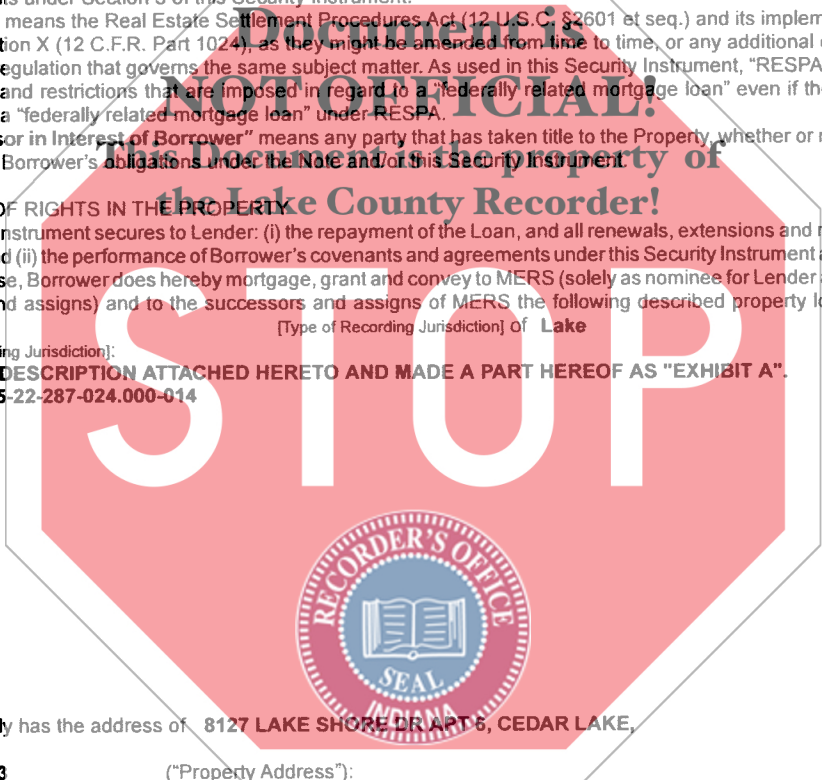 Document is
means the Real Estate Settlement Procedures Act (12 U.S.C. §2601 et seq.) and its implem
tion X (12 C.F.R. Part 1024), as they might be amended from time to time, or any additional
egulation that governs the same subject matter. As used in this Security Instrument, “RESPA
NOT OFFICIAL!
and restrictions that are imposed in regard to a “federally related mortgage loan” even if the
a “federally related mortgage loan” under RESPA.
or in Interest of Borrower” means any party that has taken title to the Property, whether or
This Document is the property of
Borrower’s obligations under the Note and/or this Security Instrument.
the Lake County Recorder!
OF RIGHTS IN THE PROPERTY
nstrument secures to Lender: (i) the repayment of the Loan, and all renewals, extensions and
d (ii) the performance of Borrower’s covenants and agreements under this Security Instrument
se, Borrower does hereby mortgage, grant and convey to MERS (solely as nominee for Lender
nd assigns) and to the successors and assigns of MERS the following described property lo
[Type of Recording Jurisdiction] of Lake
ing Jurisdiction]:
DESCRIPTION ATTACHED HERETO AND MADE A PART HEREOF AS "EXHIBIT A".
5-22-287-024.000-014
STOP
RECORDER'S OFFICE
SEAL
INDIANA
y has the address of 8127 LAKE SHORE DR APT 6, CEDAR LAKE,
3 (“Property Address”):